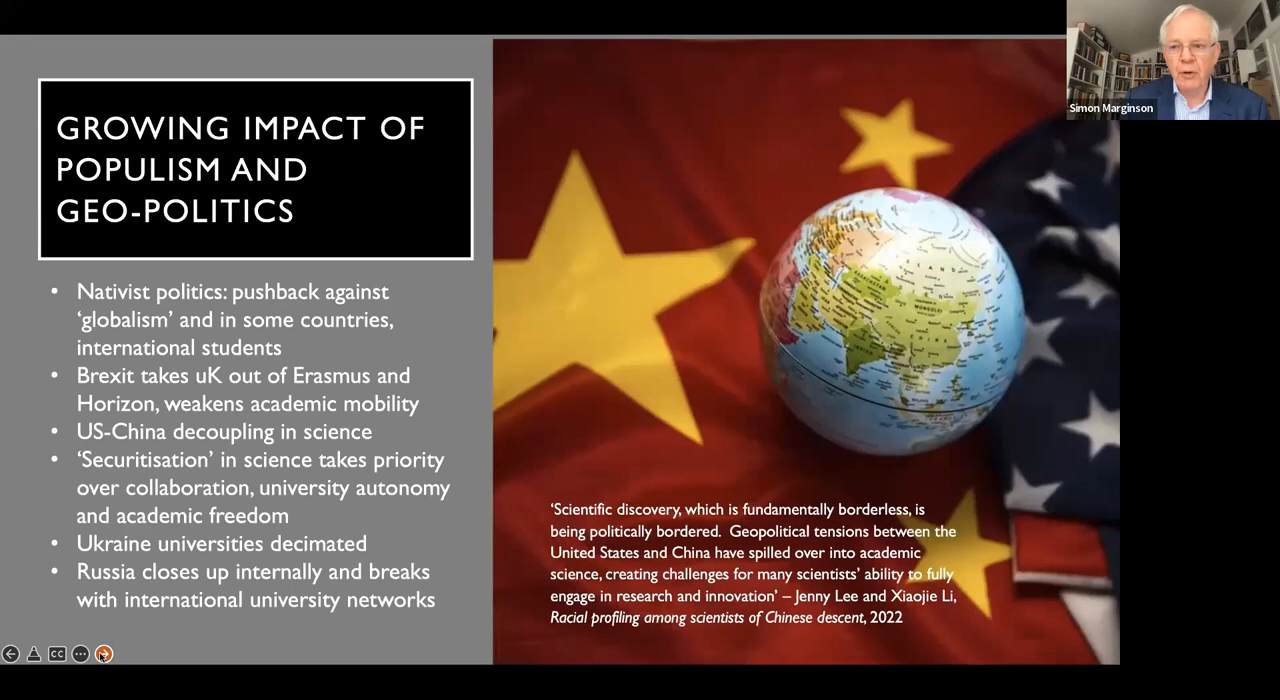 GROWING IMPACT OF
POPULISM AND
GEO-POLITICS
• Nativist politics: pushback against
‘globalism’ and in some countries,
international students
• Brexit takes uK out of Erasmus and
Horizon, weakens academic mobility
• US-China decoupling in science
• ‘Securitisation’ in science takes priority
over collaboration, university autonomy
and academic freedom
• Ukraine universities decimated
• Russia closes up internally and breaks
with international university networks
‘Scientific discovery, which is fundamentally borderless, is
being politically bordered. Geopolitical tensions between the
United States and China have spilled over into academic
science, creating challenges for many scientists’ ability to fully
engage in research and innovation’ – Jenny Lee and Xiaojie Li,
Racial profiling among scientists of Chinese descent, 2022
Simon Marginson
CC
MONGOLEI
CHINA